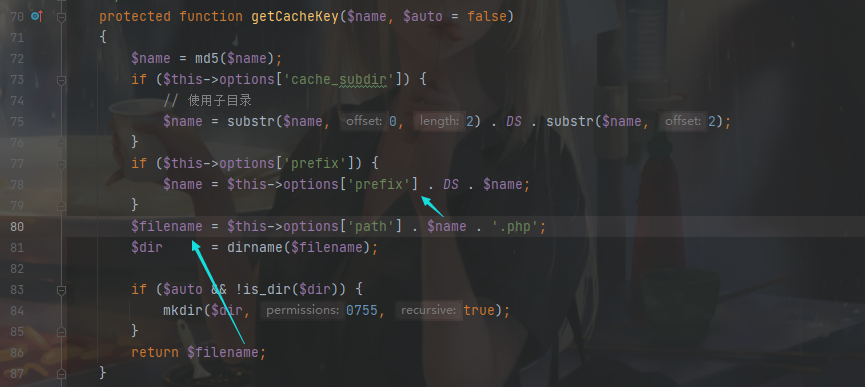 70 protected function getCacheKey($name, $auto = false)
71 {
72 $name = md5($name);
73 if ($this->options['cache_subdir']) {
74 // 使用子目录
75 $name = substr($name, offset: 0, length: 2) . DS . substr($name, offset: 2);
76 }
77 if ($this->options['prefix']) {
78 $name = $this->options['prefix'] . DS . $name;
79 }
80 $filename = $this->options['path'] . $name . '.php';
81 $dir = dirname($filename);
82
83 if ($auto && !is_dir($dir)) {
84 mkdir($dir, permissions: 0755, recursive: true);
85 }
86 return $filename;
87 }